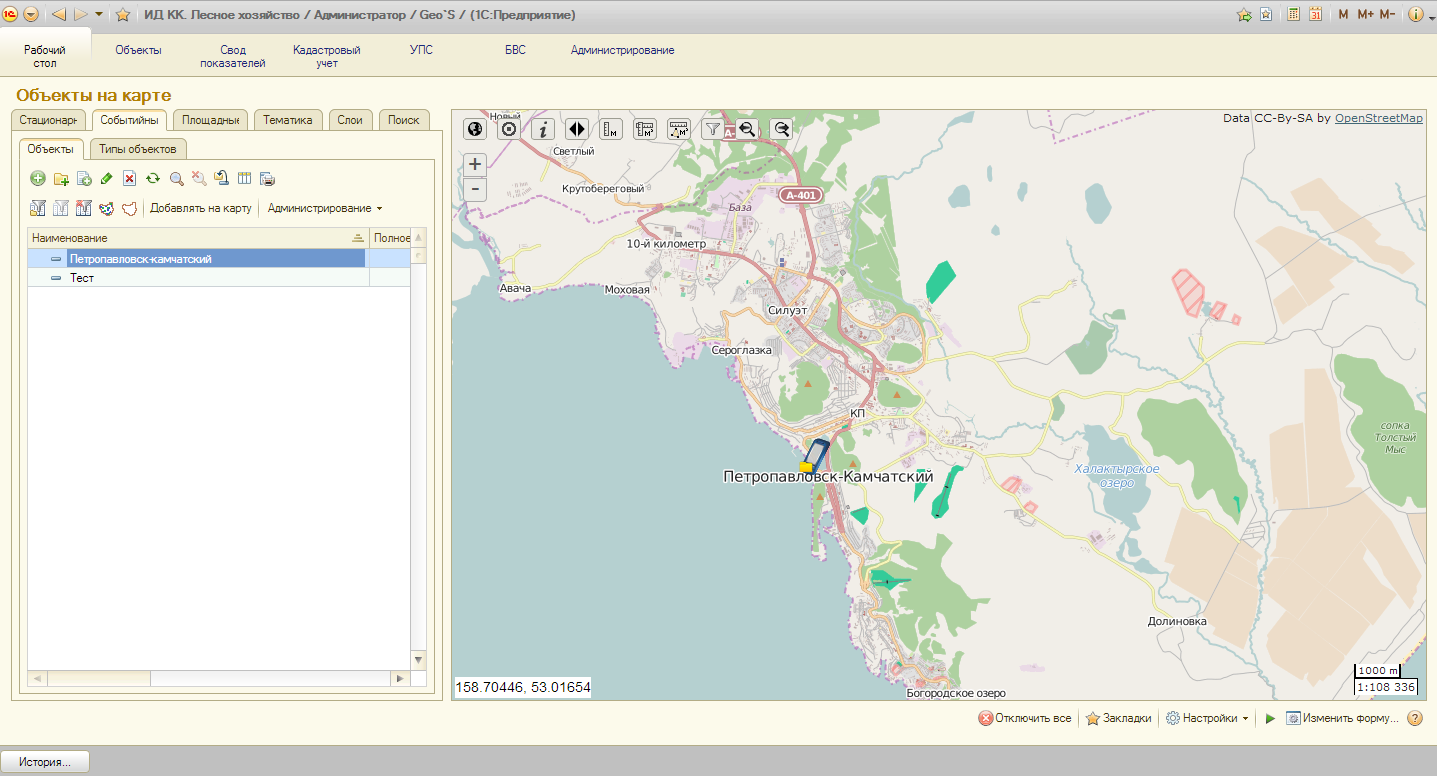 ИД КК. Лесное хозяйство / Администратор / Geo`S / (1С:Предприятие)
M M+ M-
Рабочий стол
Объекты
Свод показателей
Кадастровый учет
УПС
БВС
Администрирование
Объекты на карте
Стационарн
Событийны
Площадные
Тематика
Слои
Поиск
Объекты
Типы объектов
Добавлять на карту
Администрирование
Наименование
Полное
Петропавловск-камчатский
Тест
Data CC-By-SA by OpenStreetMap
Новый
Светлый
Крутобереговый
А-401
База
10-й километр
Авача
Моховая
Силуэт
Сероглазка
КП
Петропавловск-Камчатский
сопка
Толстый
Мыс
Халактырское
озеро
Долиновка
Богородское озеро
158.70446, 53.01654
1000 m
1:108 336
Отключить все
Закладки
Настройки
Изменить форму...
История...